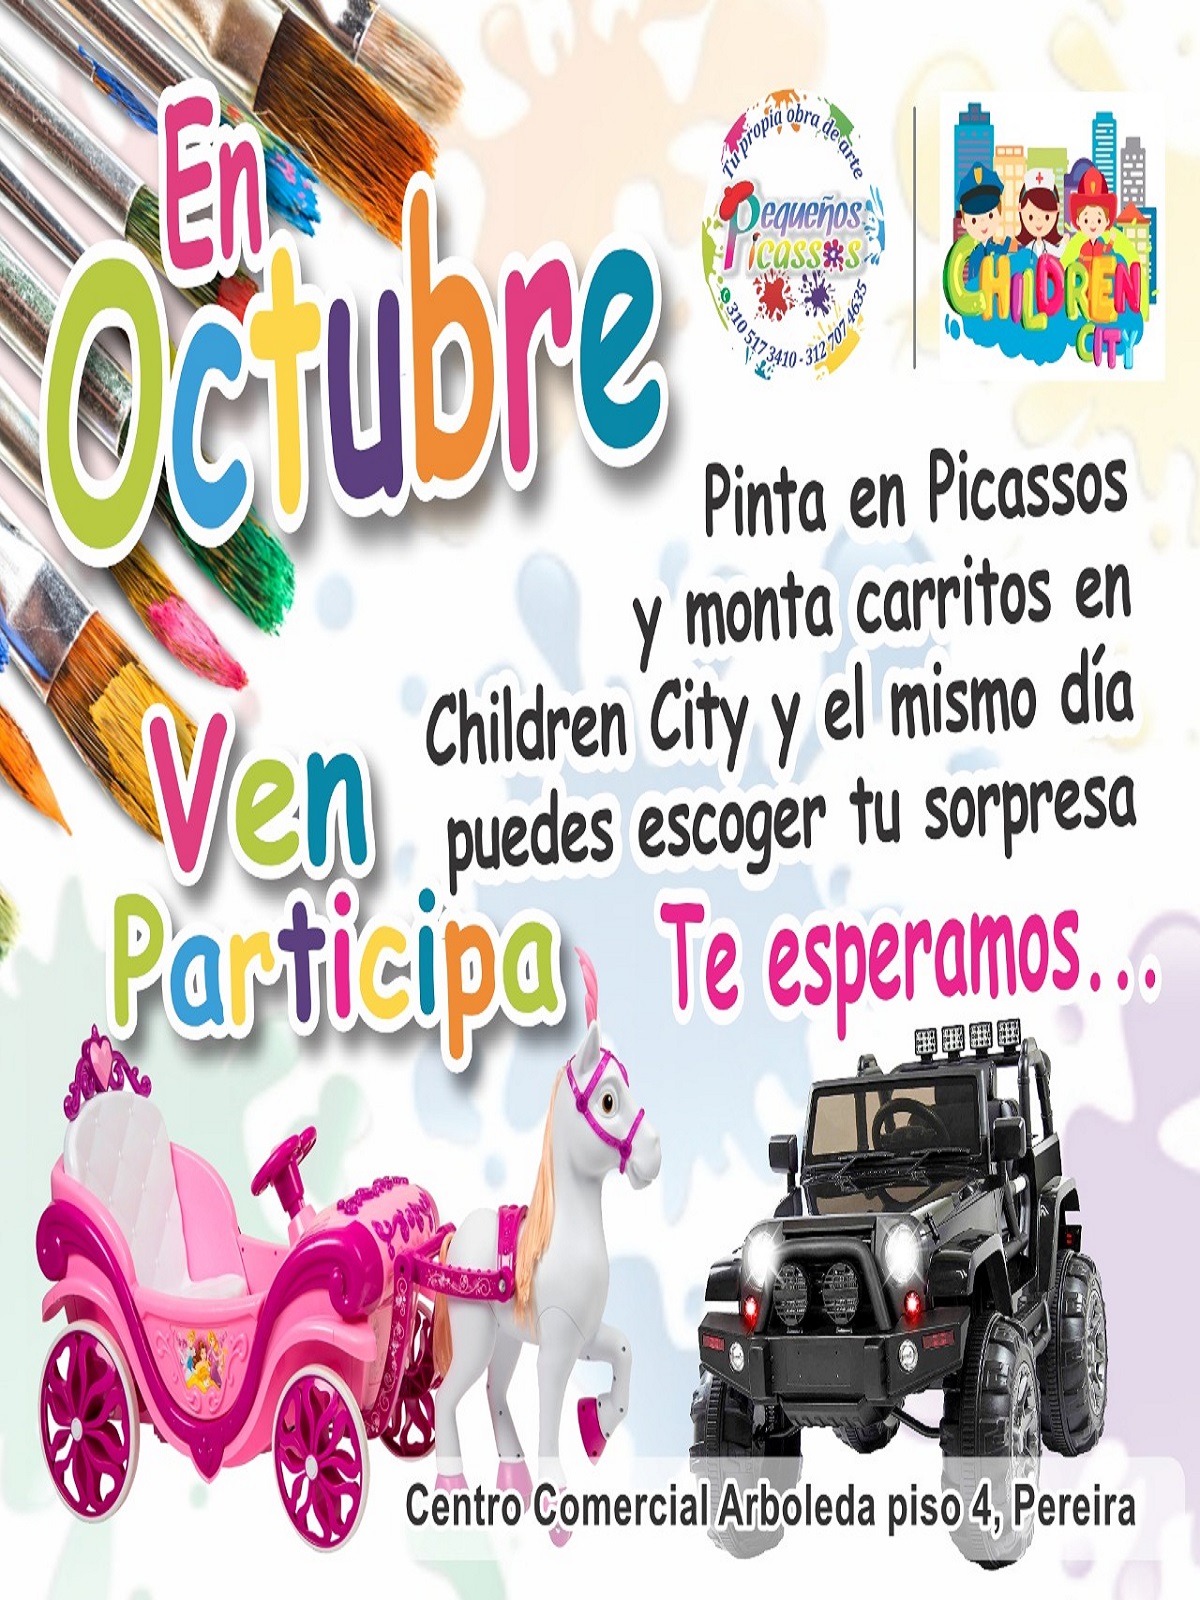 En
Octubre
Tu propia obra de arte
Pequeños
Picassos
310 517 3410 - 312 707 4635
CHILDREN
CITY
Pinta en Picassos
y monta carritos en
Children City y el mismo día
puedes escoger tu sorpresa
Ven
Participa
Te esperamos...
Centro Comercial Arboleda piso 4, Pereira